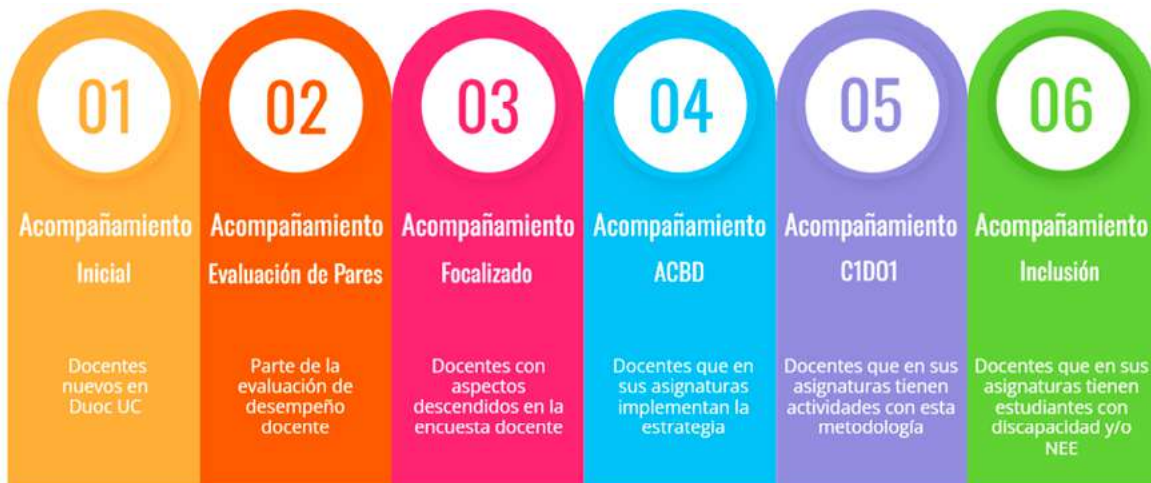 01
Acompañamiento
Inicial
Docentes
nuevos en
Duoc UC
02
Acompañamiento
Evaluación de Pares
Parte de la
evaluación de
desempeño
docente
03
Acompañamiento
Focalizado
Docentes con
aspectos
descendidos en la
encuesta docente
04
Acompañamiento
ACBD
Docentes que en
sus asignaturas
implementan la
estrategia
05
Acompañamiento
C1DO1
Docentes que en sus
asignaturas tienen
actividades con esta
metodología
06
Acompañamiento
Inclusión
Docentes que en sus
asignaturas tienen
estudiantes con
discapacidad y/o
NEE